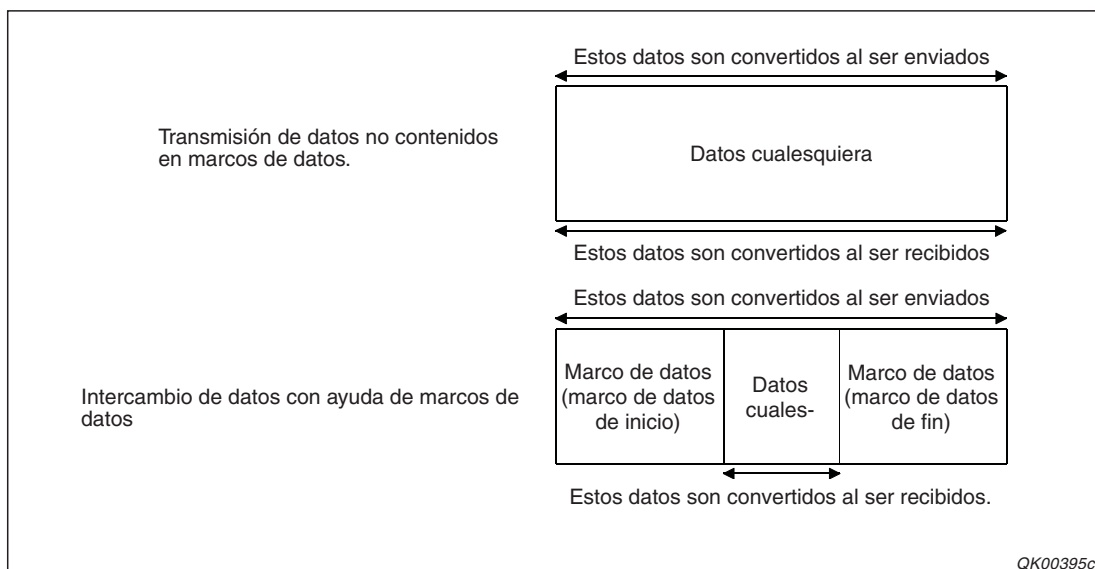 Estos datos son convertidos al ser enviados
Transmisión de datos no contenidos
en marcos de datos.
Datos cualesquiera
Estos datos son convertidos al ser recibidos
Estos datos son convertidos al ser enviados
Intercambio de datos con ayuda de marcos de
datos
Marco de datos
(marco de datos
de inicio)
Datos
cuales-
Marco de datos
(marco de datos
de fin)
Estos datos son convertidos al ser recibidos.
QK00395c